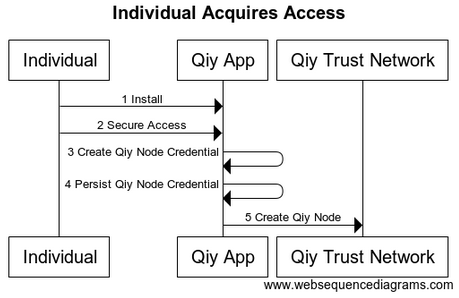 Individual Acquires Access
Individual
Qiy App
Qiy Trust Network
1 Install
2 Secure Access
3 Create Qiy Node Credential
4 Persist Qiy Node Credential
5 Create Qiy Node
Individual
Qiy App
Qiy Trust Network
www.websequencediagrams.com